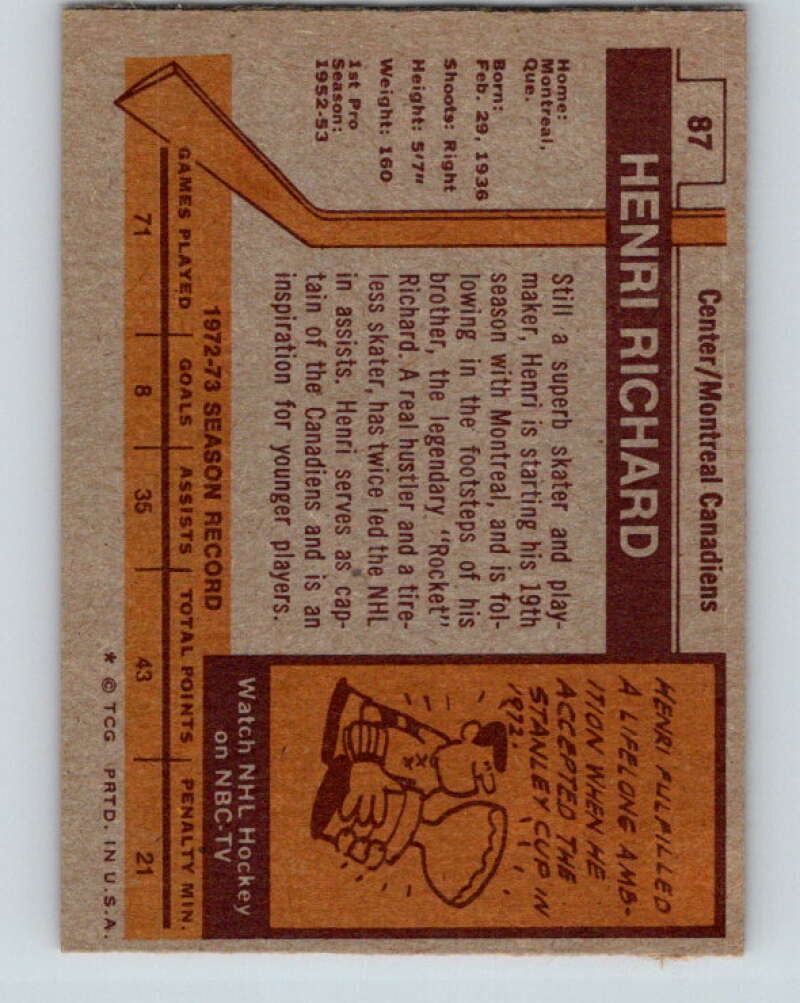 87
Center/Montreal Canadiens
HENRI RICHARD
Home:
Montreal,
Que.
Born:
Feb. 29, 1936
Shoots: Right
Height: 5'7"
Weight: 160
1st Pro
Season:
1952-53
Still a superb skater and play-
maker, Henri is starting his 19th
season with Montreal, and is fol-
lowing in the footsteps of his
brother, the legendary "Rocket"
Richard. A real hustler and a tire-
less skater, has twice led the NHL
in assists. Henri serves as cap-
tain of the Canadiens and is an
inspiration for younger players.
HENRI FULFILLED
A LIFELONG AMB-
ITION WHEN HE
ACCEPTED THE
STANLEY CUP IN
1972.
Watch NHL Hockey
on NBC-TV
1972-73 SEASON RECORD
GAMES PLAYED GOALS ASSISTS TOTAL POINTS PENALTY MIN.
71 8 35 43 21
* © TCG PRTD. IN U.S.A.